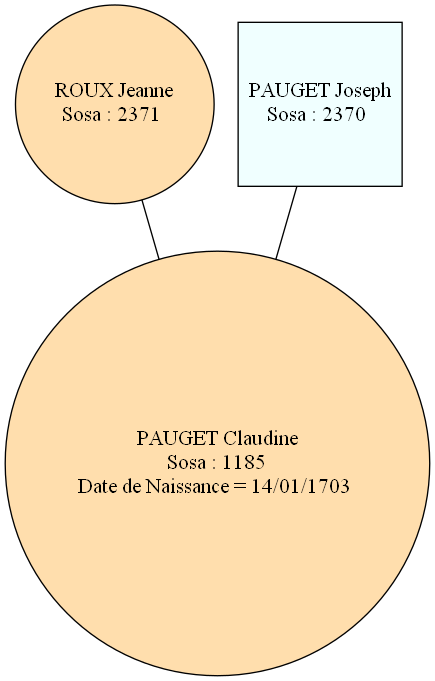 ROUX Jeanne
Sosa : 2371
PAUGET Joseph
Sosa : 2370
PAUGET Claudine
Sosa : 1185
Date de Naissance = 14/01/1703